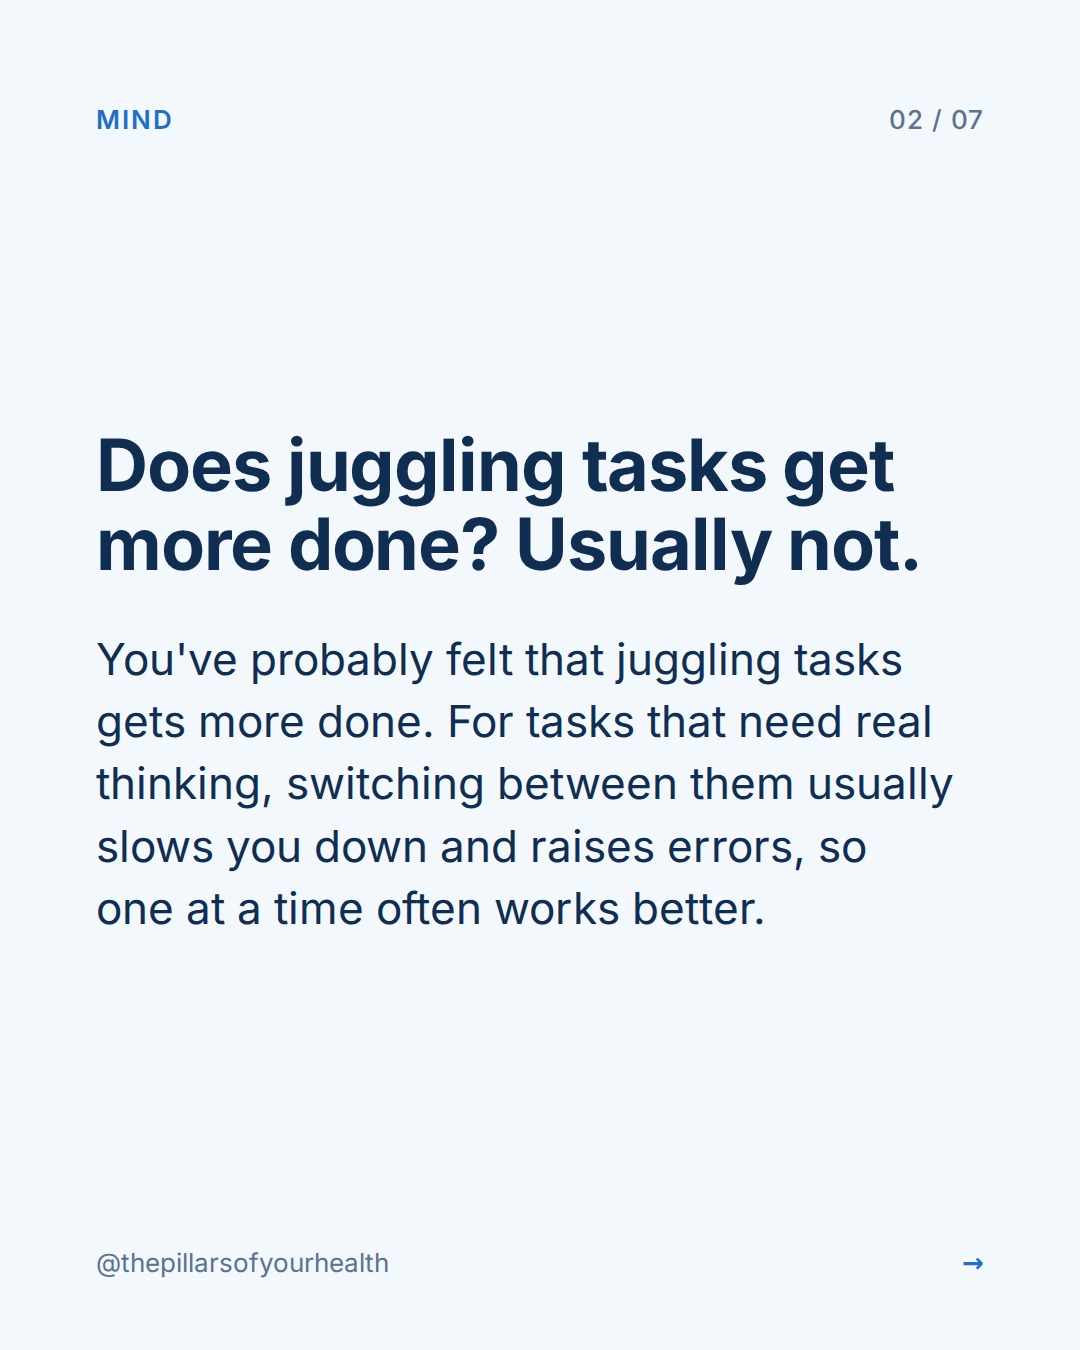 MIND
02 / 07
Does juggling tasks get
more done? Usually not.
You've probably felt that juggling tasks
gets more done. For tasks that need real
thinking, switching between them usually
slows you down and raises errors, so
one at a time often works better.
@thepillarsofyourhealth
→